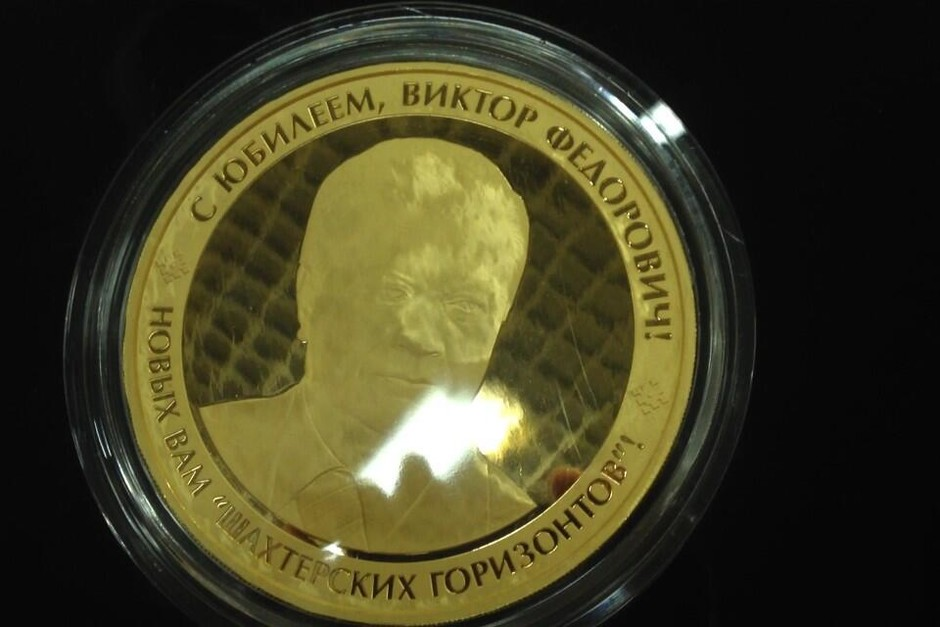 С ЮБИЛЕЕМ, ВИКТОР ФЕДОРОВИЧ!
НОВЫХ ВАМ "ШАХТЕРСКИХ ГОРИЗОНТОВ"!